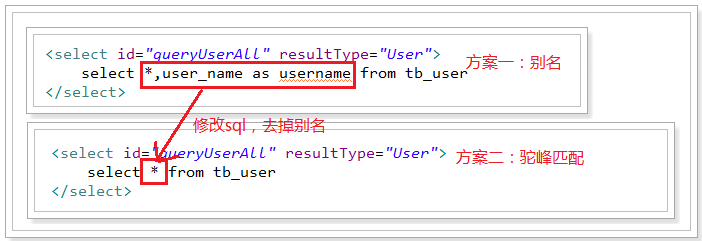 <select id="queryUserAll" resultType="User">
方案一：别名
select *,user_name as username from tb_user
</select>
修改sql，去掉别名
<select id="queryUserAll" resultType="User">
方案二：驼峰匹配
select * from tb_user
</select>